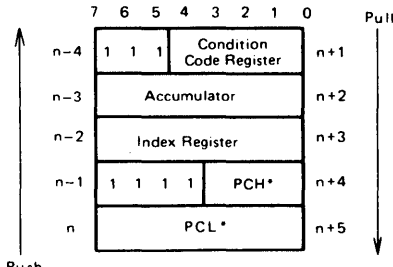 7 6 5 4 3 2 1 0
Pull
n−4 1 1 1 Condition Code Register n+1
n−3 Accumulator n+2
n−2 Index Register n+3
n−1 1 1 1 1 PCH* n+4
n PCL* n+5
Push